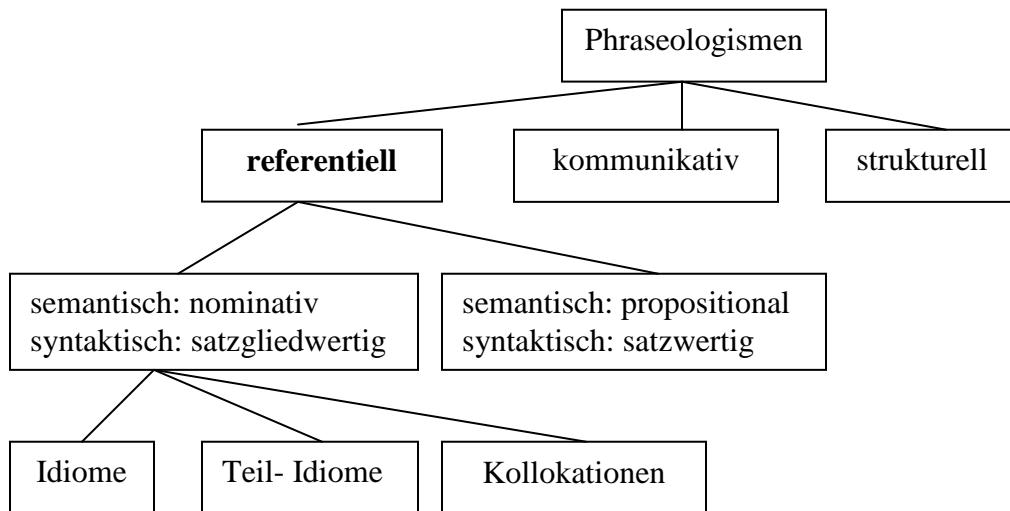 Phraseologismen
referentiell
kommunikativ
strukturell
semantisch: nominativ
syntaktisch: satzgliedwertig
semantisch: propositional
syntaktisch: satzwertig
Idiome
Teil- Idiome
Kollokationen